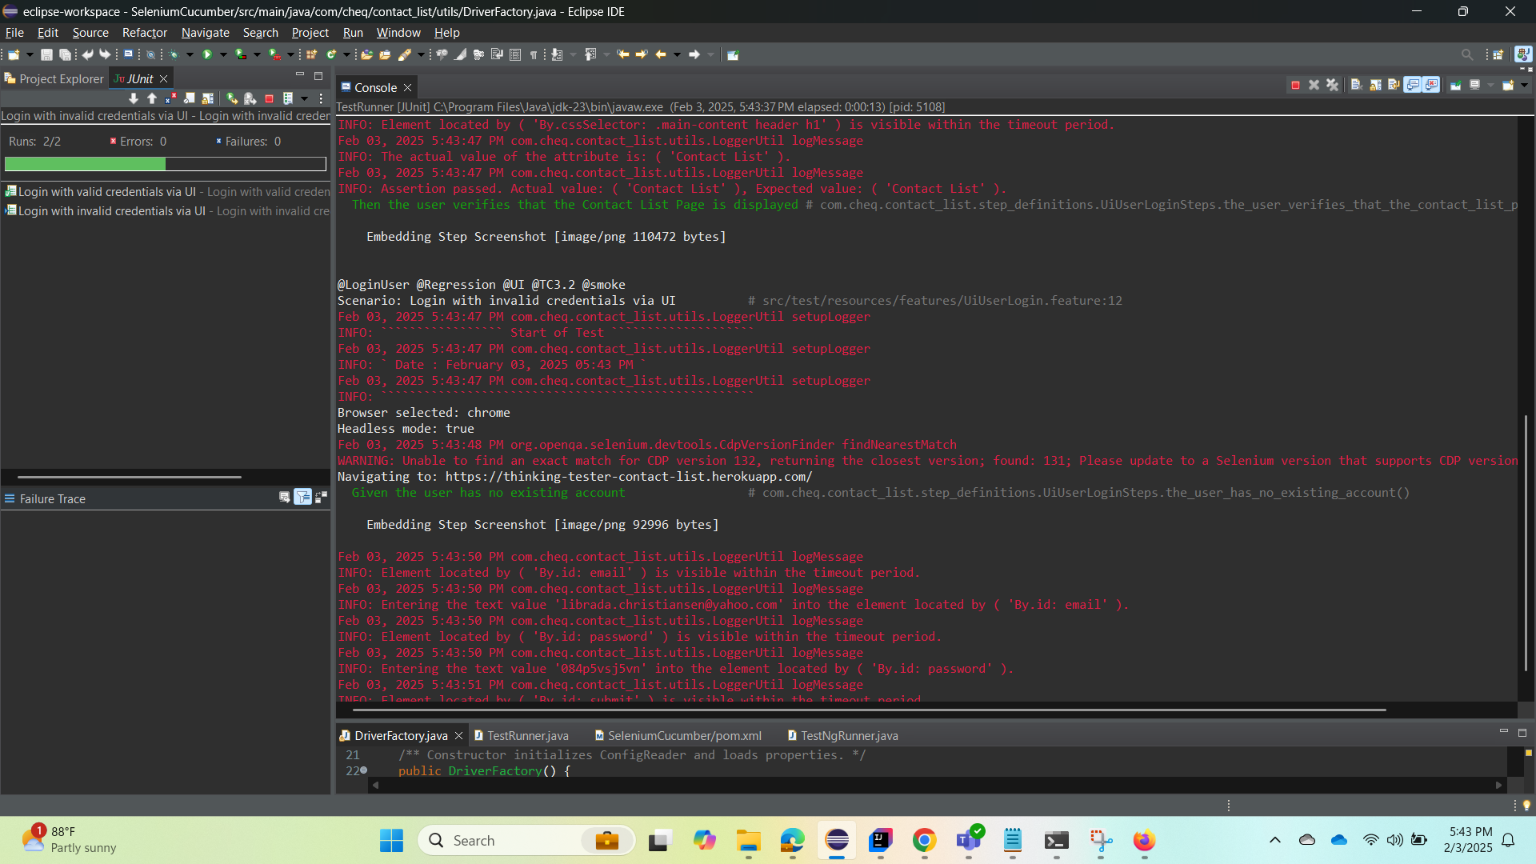 eclipse-workspace - SeleniumCucumber/src/main/java/com/cheq/contact_list/utils/DriverFactory.java - Eclipse IDE
File Edit Source Refactor Navigate Search Project Run Window Help
Project Explorer JUnit
Console
TestRunner [JUnit] C:\Program Files\Java\jdk-23\bin\javaw.exe (Feb 3, 2025, 5:43:37 PM elapsed: 0:00:13) [pid: 5108]
Login with invalid credentials via UI - Login with invalid creder
Runs: 2/2 Errors: 0 Failures: 0
Login with valid credentials via UI - Login with valid creden
Login with invalid credentials via UI - Login with invalid cre
Failure Trace
INFO: Element located by ( 'By.cssSelector: .main-content header h1' ) is visible within the timeout period.
Feb 03, 2025 5:43:47 PM com.cheq.contact_list.utils.LoggerUtil logMessage
INFO: The actual value of the attribute is: ( 'Contact List' ).
Feb 03, 2025 5:43:47 PM com.cheq.contact_list.utils.LoggerUtil logMessage
INFO: Assertion passed. Actual value: ( 'Contact List' ), Expected value: ( 'Contact List' ).
Then the user verifies that the Contact List Page is displayed # com.cheq.contact_list.step_definitions.UiUserLoginSteps.the_user_verifies_that_the_contact_list_p
Embedding Step Screenshot [image/png 110472 bytes]
@LoginUser @Regression @UI @TC3.2 @smoke
Scenario: Login with invalid credentials via UI # src/test/resources/features/UiUserLogin.feature:12
Feb 03, 2025 5:43:47 PM com.cheq.contact_list.utils.LoggerUtil setupLogger
INFO: ````````````````` Start of Test ````````````````````
Feb 03, 2025 5:43:47 PM com.cheq.contact_list.utils.LoggerUtil setupLogger
INFO: ` Date : February 03, 2025 05:43 PM `
Feb 03, 2025 5:43:47 PM com.cheq.contact_list.utils.LoggerUtil setupLogger
INFO: ````````````````````````````````````````````````````
Browser selected: chrome
Headless mode: true
Feb 03, 2025 5:43:48 PM org.openqa.selenium.devtools.CdpVersionFinder findNearestMatch
WARNING: Unable to find an exact match for CDP version 132, returning the closest version; found: 131; Please update to a Selenium version that supports CDP version
Navigating to: https://thinking-tester-contact-list.herokuapp.com/
Given the user has no existing account # com.cheq.contact_list.step_definitions.UiUserLoginSteps.the_user_has_no_existing_account()
Embedding Step Screenshot [image/png 92996 bytes]
Feb 03, 2025 5:43:50 PM com.cheq.contact_list.utils.LoggerUtil logMessage
INFO: Element located by ( 'By.id: email' ) is visible within the timeout period.
Feb 03, 2025 5:43:50 PM com.cheq.contact_list.utils.LoggerUtil logMessage
INFO: Entering the text value 'librada.christiansen@yahoo.com' into the element located by ( 'By.id: email' ).
Feb 03, 2025 5:43:50 PM com.cheq.contact_list.utils.LoggerUtil logMessage
INFO: Element located by ( 'By.id: password' ) is visible within the timeout period.
Feb 03, 2025 5:43:50 PM com.cheq.contact_list.utils.LoggerUtil logMessage
INFO: Entering the text value '084p5vsj5vn' into the element located by ( 'By.id: password' ).
Feb 03, 2025 5:43:51 PM com.cheq.contact_list.utils.LoggerUtil logMessage
INFO: Element located by ( 'By.id: submit' ) is visible within the timeout period
DriverFactory.java TestRunner.java SeleniumCucumber/pom.xml TestNgRunner.java
21 /** Constructor initializes ConfigReader and loads properties. */
22 public DriverFactory() {
1
88°F
Partly sunny
Search
5:43 PM
2/3/2025